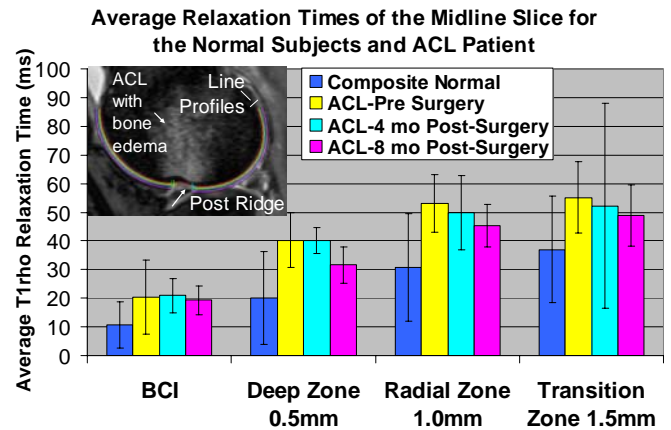 Average Relaxation Times of the Midline Slice for
the Normal Subjects and ACL Patient
Average T1rho Relaxation Time (ms)
100
90
80
70
60
50
40
30
20
10
0
ACL
with
bone
edema
Line
Profiles
Post Ridge
Composite Normal
ACL-Pre Surgery
ACL-4 mo Post-Surgery
ACL-8 mo Post-Surgery
BCI
Deep Zone
0.5mm
Radial Zone
1.0mm
Transition
Zone 1.5mm